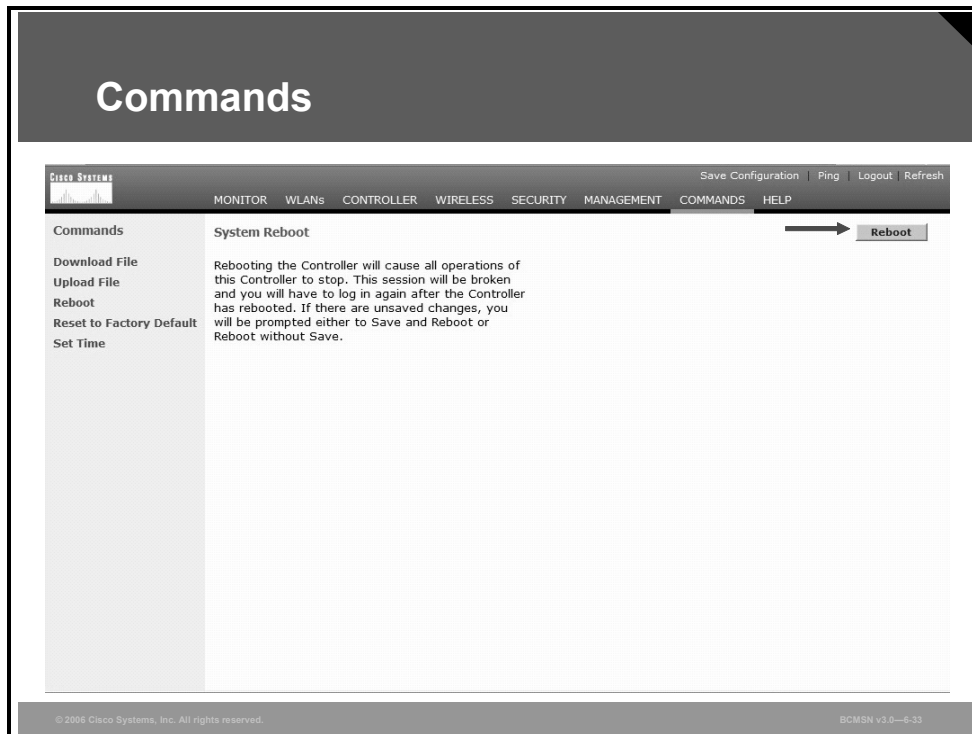 Commands
CISCO SYSTEMS
Save Configuration | Ping | Logout | Refresh
MONITOR WLANs CONTROLLER WIRELESS SECURITY MANAGEMENT COMMANDS HELP
Commands
Download File
Upload File
Reboot
Reset to Factory Default
Set Time
System Reboot
Reboot
Rebooting the Controller will cause all operations of
this Controller to stop. This session will be broken
and you will have to log in again after the Controller
has rebooted. If there are unsaved changes, you
will be prompted either to Save and Reboot or
Reboot without Save.
© 2006 Cisco Systems, Inc. All rights reserved.
BCMSN v3.0—6-33